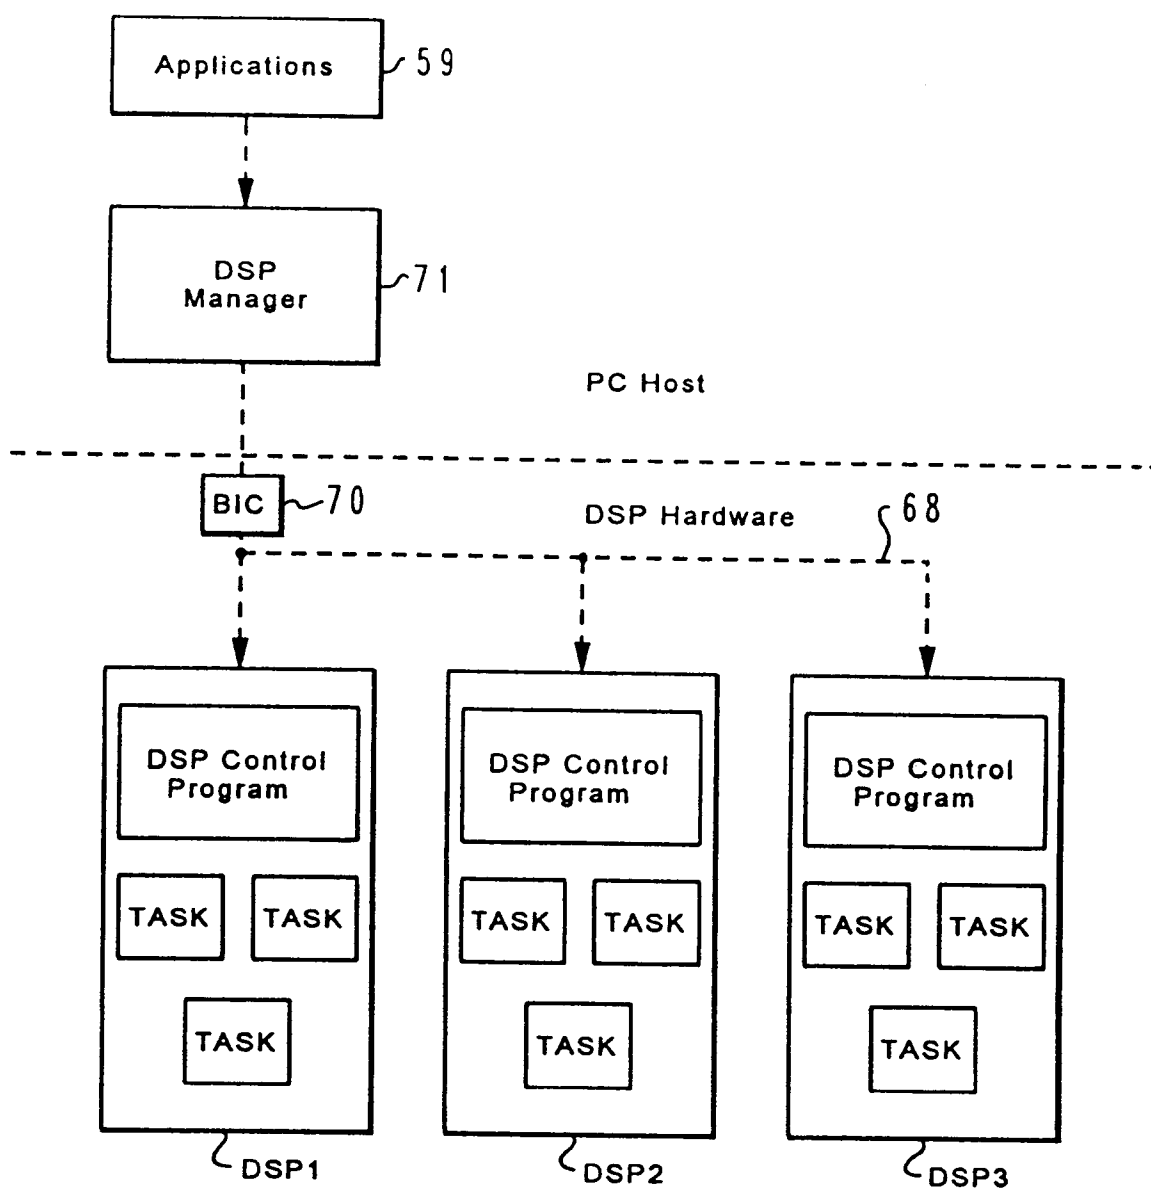 Applications
59
DSP
Manager
71
PC Host
BIC
70
DSP Hardware
68
DSP Control
Program
DSP Control
Program
DSP Control
Program
TASK TASK
TASK TASK
TASK TASK
TASK
TASK
TASK
DSP1
DSP2
DSP3